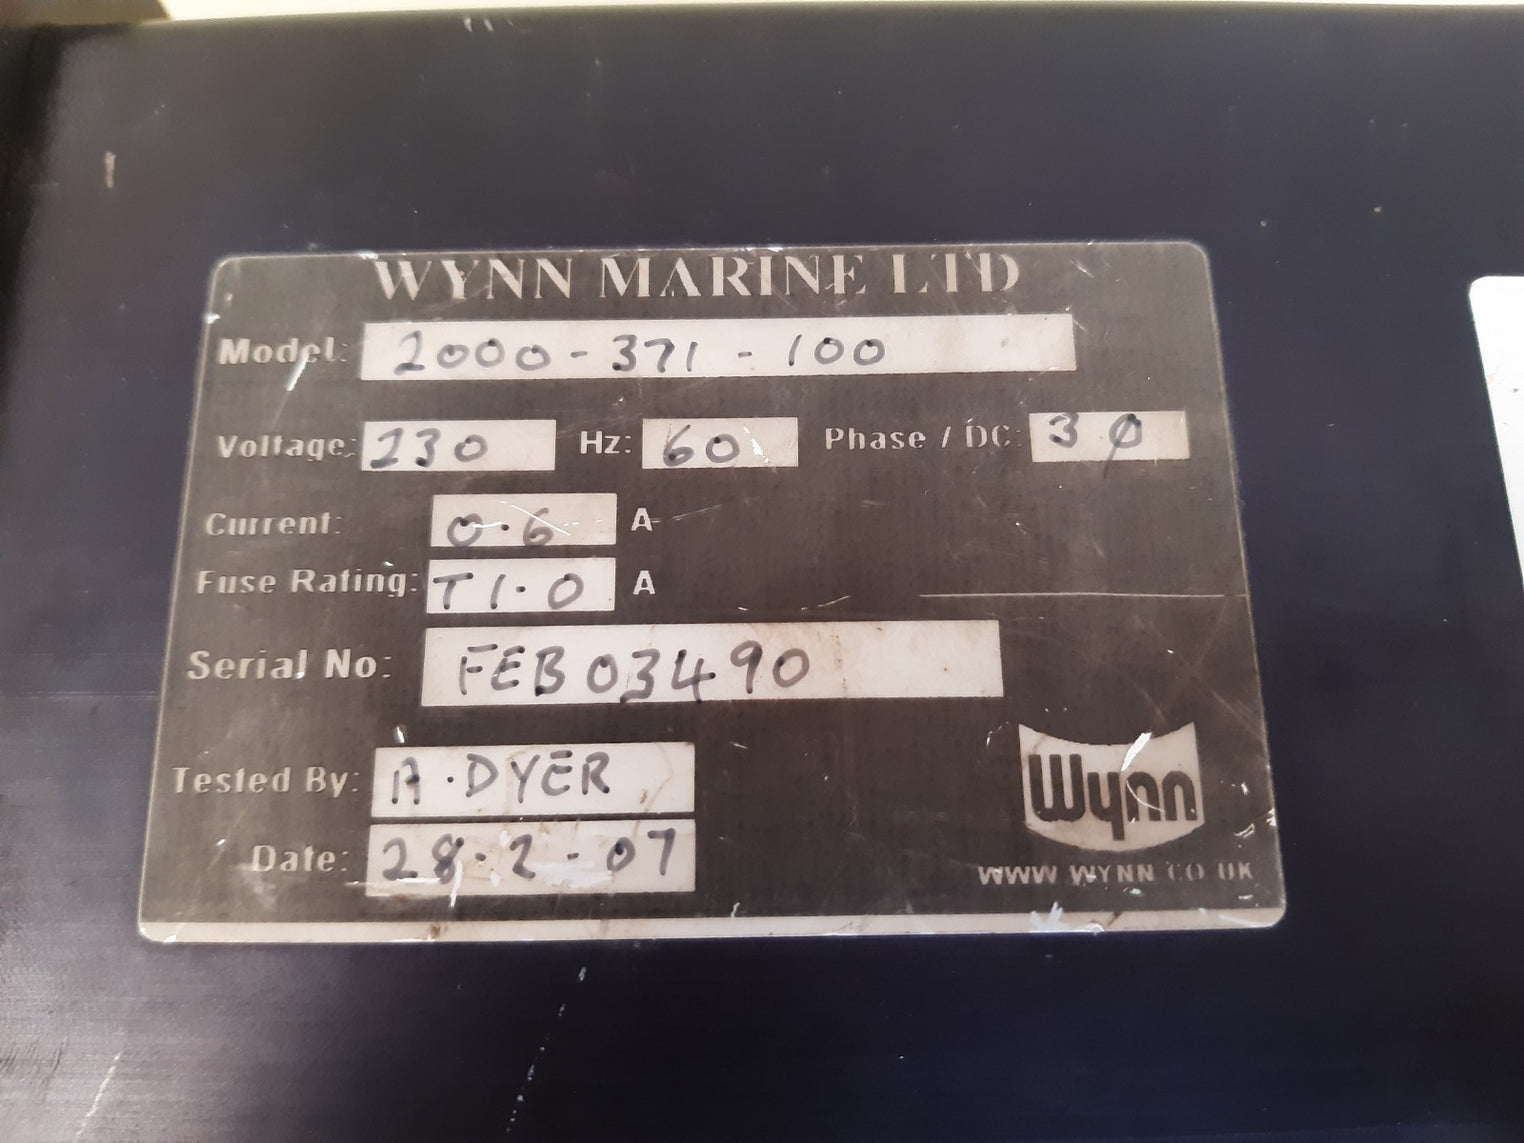 WYNN MARINE LTD
Model: 2000-371-100
Voltage: 230 Hz: 60 Phase / DC: 3 Ø
Current: 0.6 A
Fuse Rating: T1.0 A
Serial No: FEB03490
Tested By: A.DYER
Date: 28.2-07
Wynn
WWW.WYNN.CO.UK